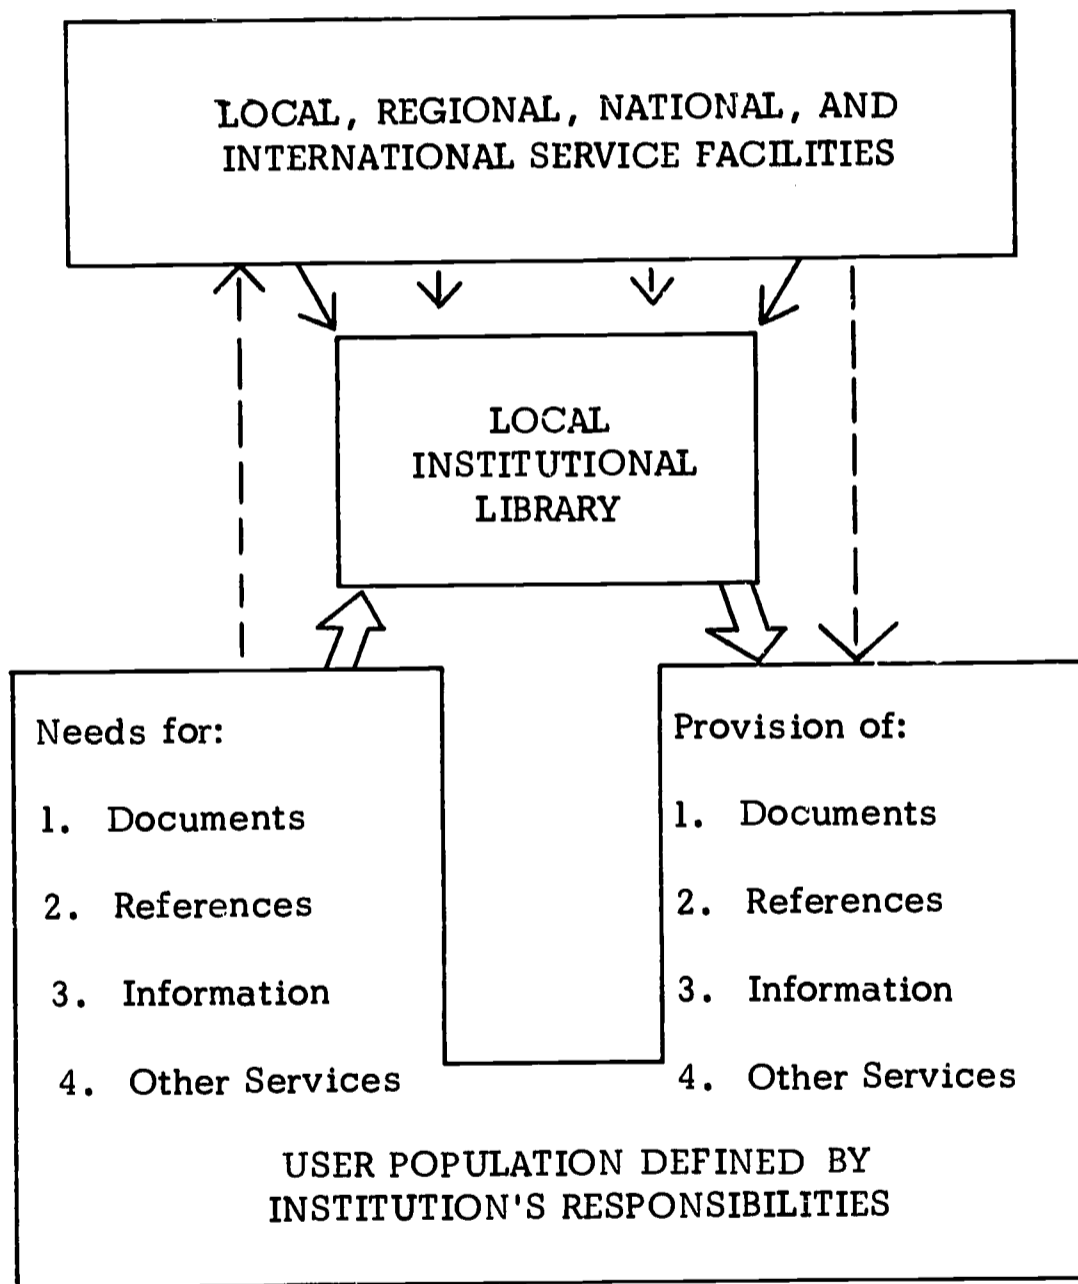 LOCAL, REGIONAL, NATIONAL, AND
INTERNATIONAL SERVICE FACILITIES
LOCAL
INSTITUTIONAL
LIBRARY
Needs for:
1. Documents
2. References
3. Information
4. Other Services
Provision of:
1. Documents
2. References
3. Information
4. Other Services
USER POPULATION DEFINED BY
INSTITUTION'S RESPONSIBILITIES